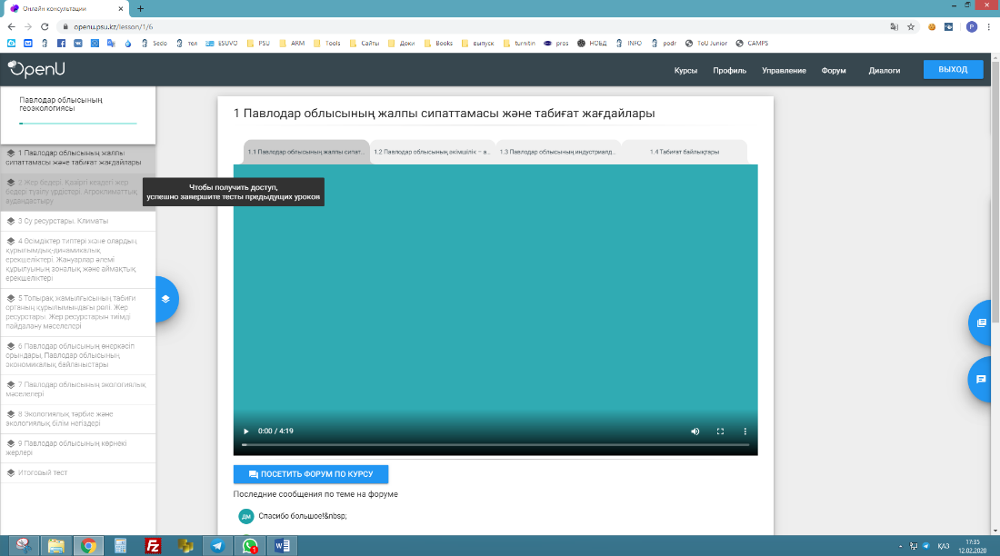 Онлайн консультации
openu.psu.kz/lesson/1/6
P
Sedo
тел
ESUVO
PSU
ARM
Tools
Сайты
Доки
Books
выпуск
turnitin
pros
НОЕД
INFO
podr
ToU Junior
CAMPS
OpenU
Курсы
Профиль
Управление
Форум
Диалоги
ВЫХОД
Павлодар облысының
геоэкологиясы
1 Павлодар облысының жалпы
сипаттамасы және табиғат жағдайлары
2 Жер бедері. Қазіргі кездегі жер
бедері түзілу үрдістері. Агроклиматтық
аудандастыру
3 Су ресурстары. Климаты
4 Өсімдіктер типтері және олардың
құрылымдық-динамикалық
ерекшеліктері. Жануарлар әлемі
құрылуының зоналық және аймақтық
ерекшеліктері
5 Топырақ жамылғысының табиғи
ортаның құрылымындағы рөлі. Жер
ресурстары. Жер ресурстарын тиімді
пайдалану мәселелері
6 Павлодар облысының өнеркәсіп
орындары, Павлодар облысының
экономикалық байланыстары
7 Павлодар облысының экологиялық
мәселелері
8 Экологиялық тәрбие және
экологиялық білім негіздері
9 Павлодар облысының көрнекі
жерлері
Итоговый тест
Чтобы получить доступ,
успешно завершите тесты предыдущих уроков
1 Павлодар облысының жалпы сипаттамасы және табиғат жағдайлары
1.1 Павлодар облысының жалпы сипат...
1.2 Павлодар облысының әкімшілік – а...
1.3 Павлодар облысының индустриалд...
1.4 Табиғат байлықтары
0:00 / 4:19
ПОСЕТИТЬ ФОРУМ ПО КУРСУ
Последние сообщения по теме на форуме
ДМ
Спасибо большое!&nbsp;
ҚАЗ
17:35
12.02.2020